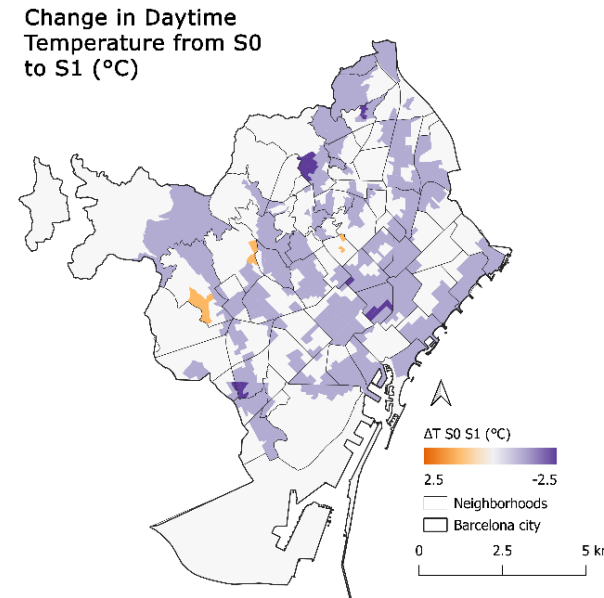 Change in Daytime
Temperature from S0
to S1 (°C)
ΔT S0 S1 (°C)
2.5 -2.5
Neighborhoods
Barcelona city
0 2.5 5 km